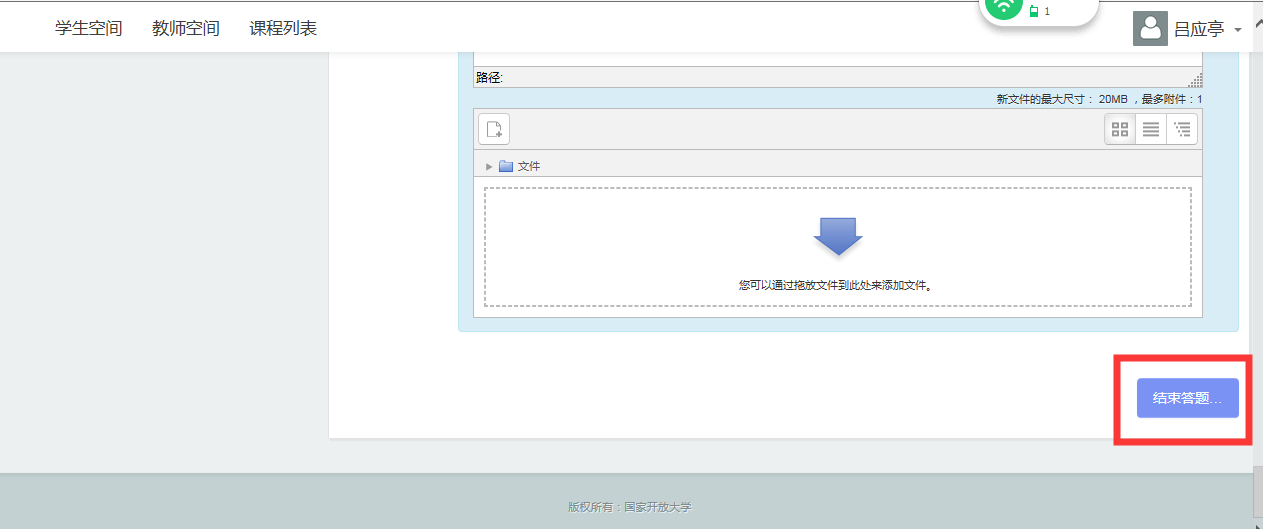 学生空间 教师空间 课程列表
1
吕应亭
路径:
新文件的最大尺寸： 20MB ，最多附件：1
文件
您可以通过拖放文件到此处来添加文件。
结束答题...
版权所有：国家开放大学